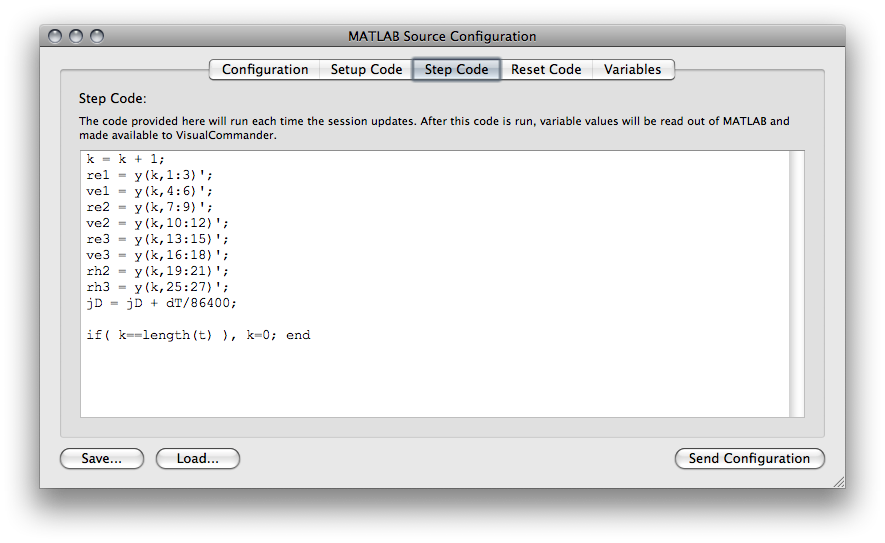 MATLAB Source Configuration
Configuration Setup Code Step Code Reset Code Variables
Step Code:
The code provided here will run each time the session updates. After this code is run, variable values will be read out of MATLAB and
made available to VisualCommander.
k = k + 1;
re1 = y(k,1:3)';
ve1 = y(k,4:6)';
re2 = y(k,7:9)';
ve2 = y(k,10:12)';
re3 = y(k,13:15)';
ve3 = y(k,16:18)';
rh2 = y(k,19:21)';
rh3 = y(k,25:27)';
jD = jD + dT/86400;
if( k==length(t) ), k=0; end
Save... Load... Send Configuration